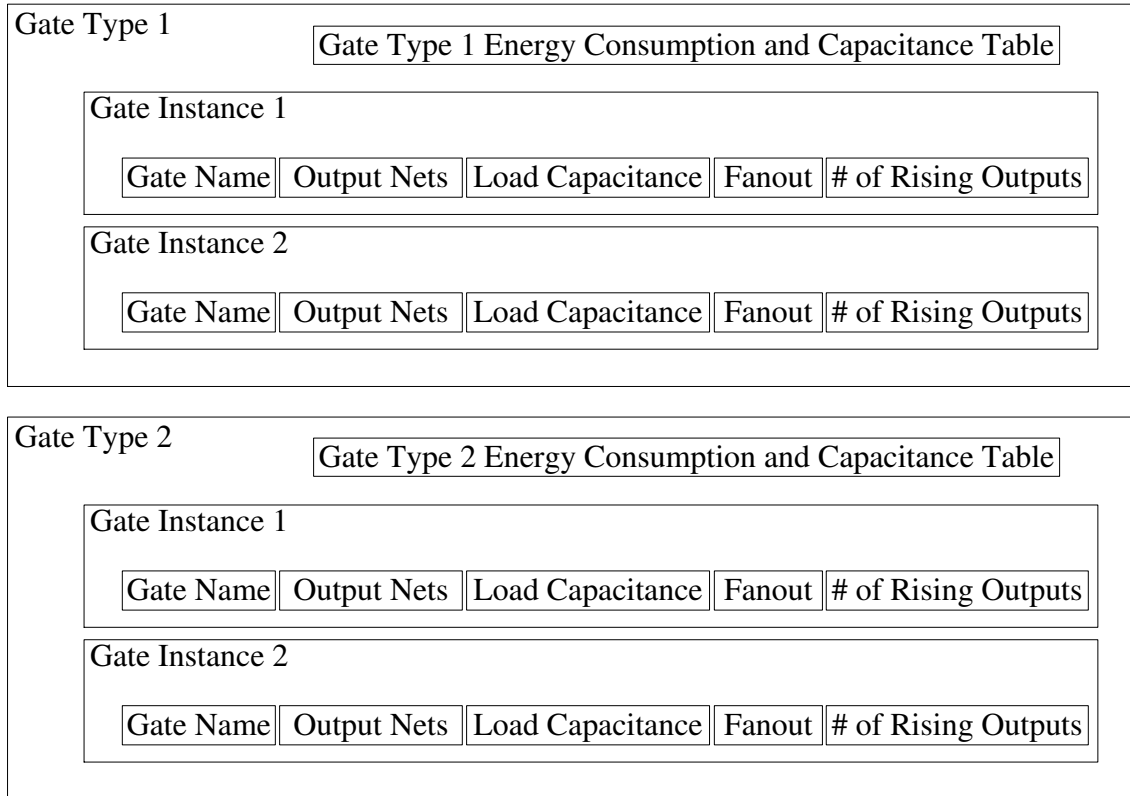 Gate Type 1
Gate Type 1 Energy Consumption and Capacitance Table
Gate Instance 1
Gate Name Output Nets Load Capacitance Fanout # of Rising Outputs
Gate Instance 2
Gate Name Output Nets Load Capacitance Fanout # of Rising Outputs
Gate Type 2
Gate Type 2 Energy Consumption and Capacitance Table
Gate Instance 1
Gate Name Output Nets Load Capacitance Fanout # of Rising Outputs
Gate Instance 2
Gate Name Output Nets Load Capacitance Fanout # of Rising Outputs